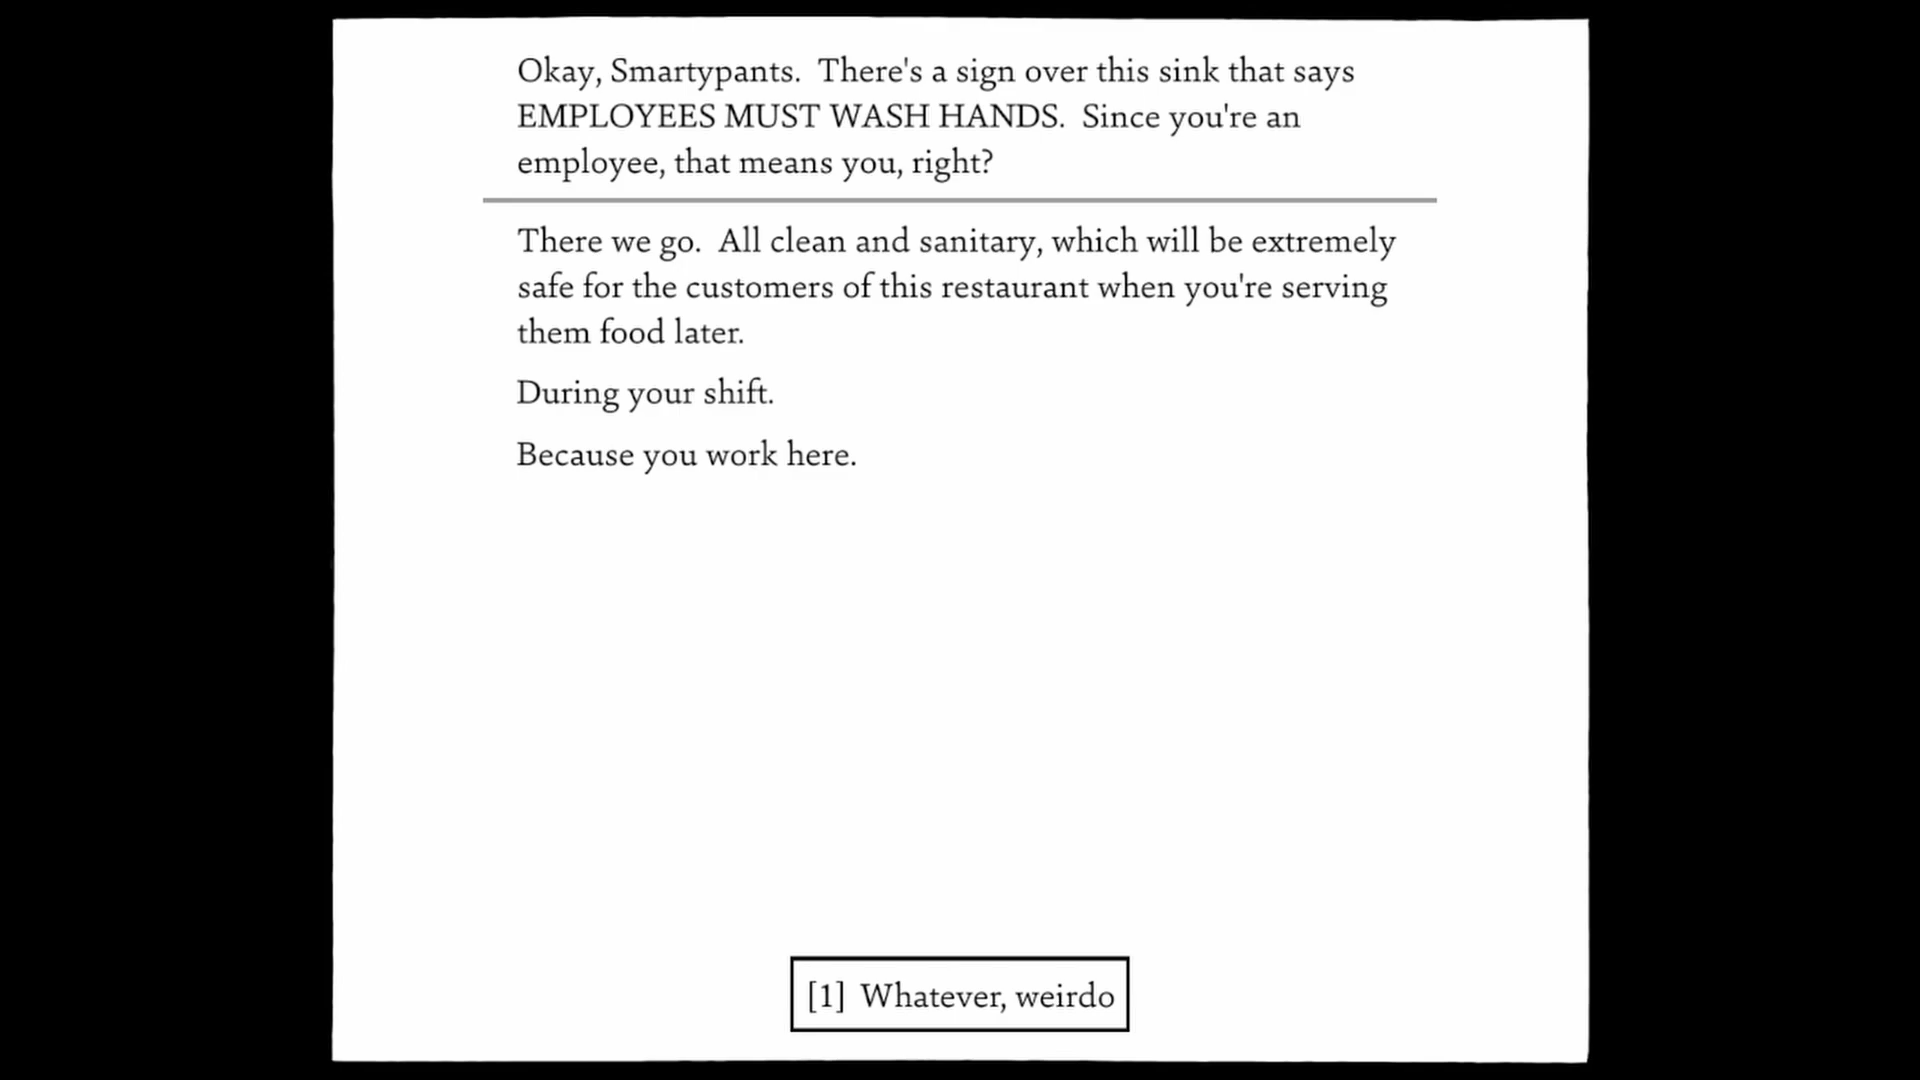 Okay, Smartypants.  There's a sign over this sink that says
EMPLOYEES MUST WASH HANDS.  Since you're an
employee, that means you, right?
There we go.  All clean and sanitary, which will be extremely
safe for the customers of this restaurant when you're serving
them food later.
During your shift.
Because you work here.
[1]  Whatever, weirdo